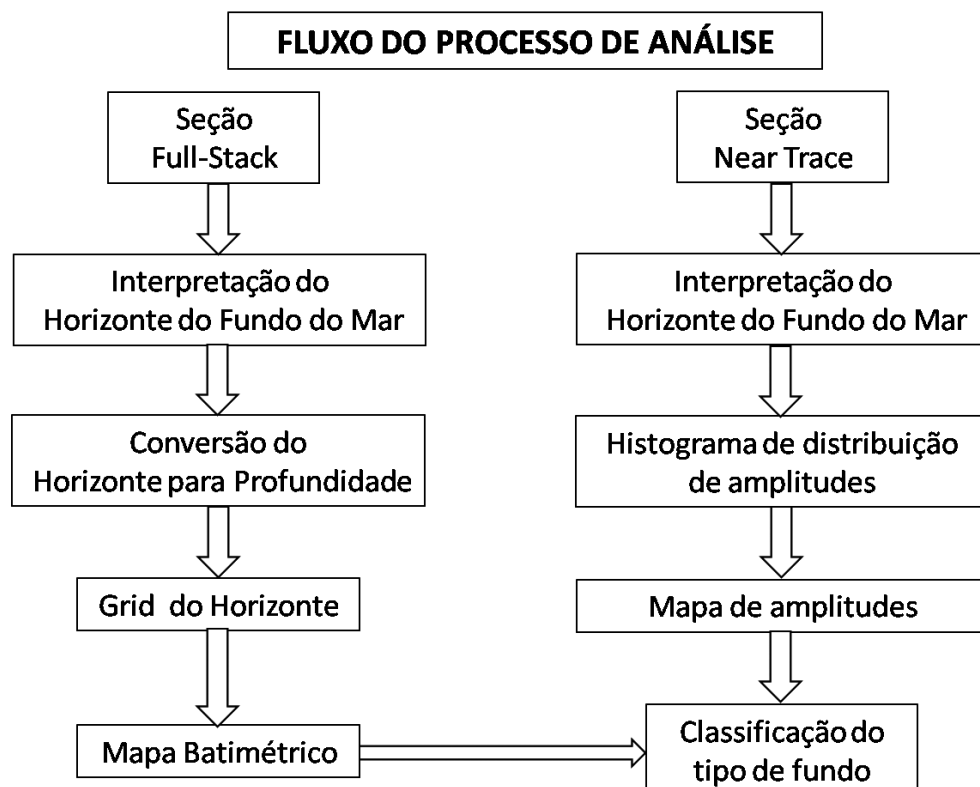 FLUXO DO PROCESSO DE ANÁLISE
Seção
Full-Stack
Interpretação do
Horizonte do Fundo do Mar
Conversão do
Horizonte para Profundidade
Grid do Horizonte
Mapa Batimétrico
Seção
Near Trace
Interpretação do
Horizonte do Fundo do Mar
Histograma de distribuição
de amplitudes
Mapa de amplitudes
Classificação do
tipo de fundo